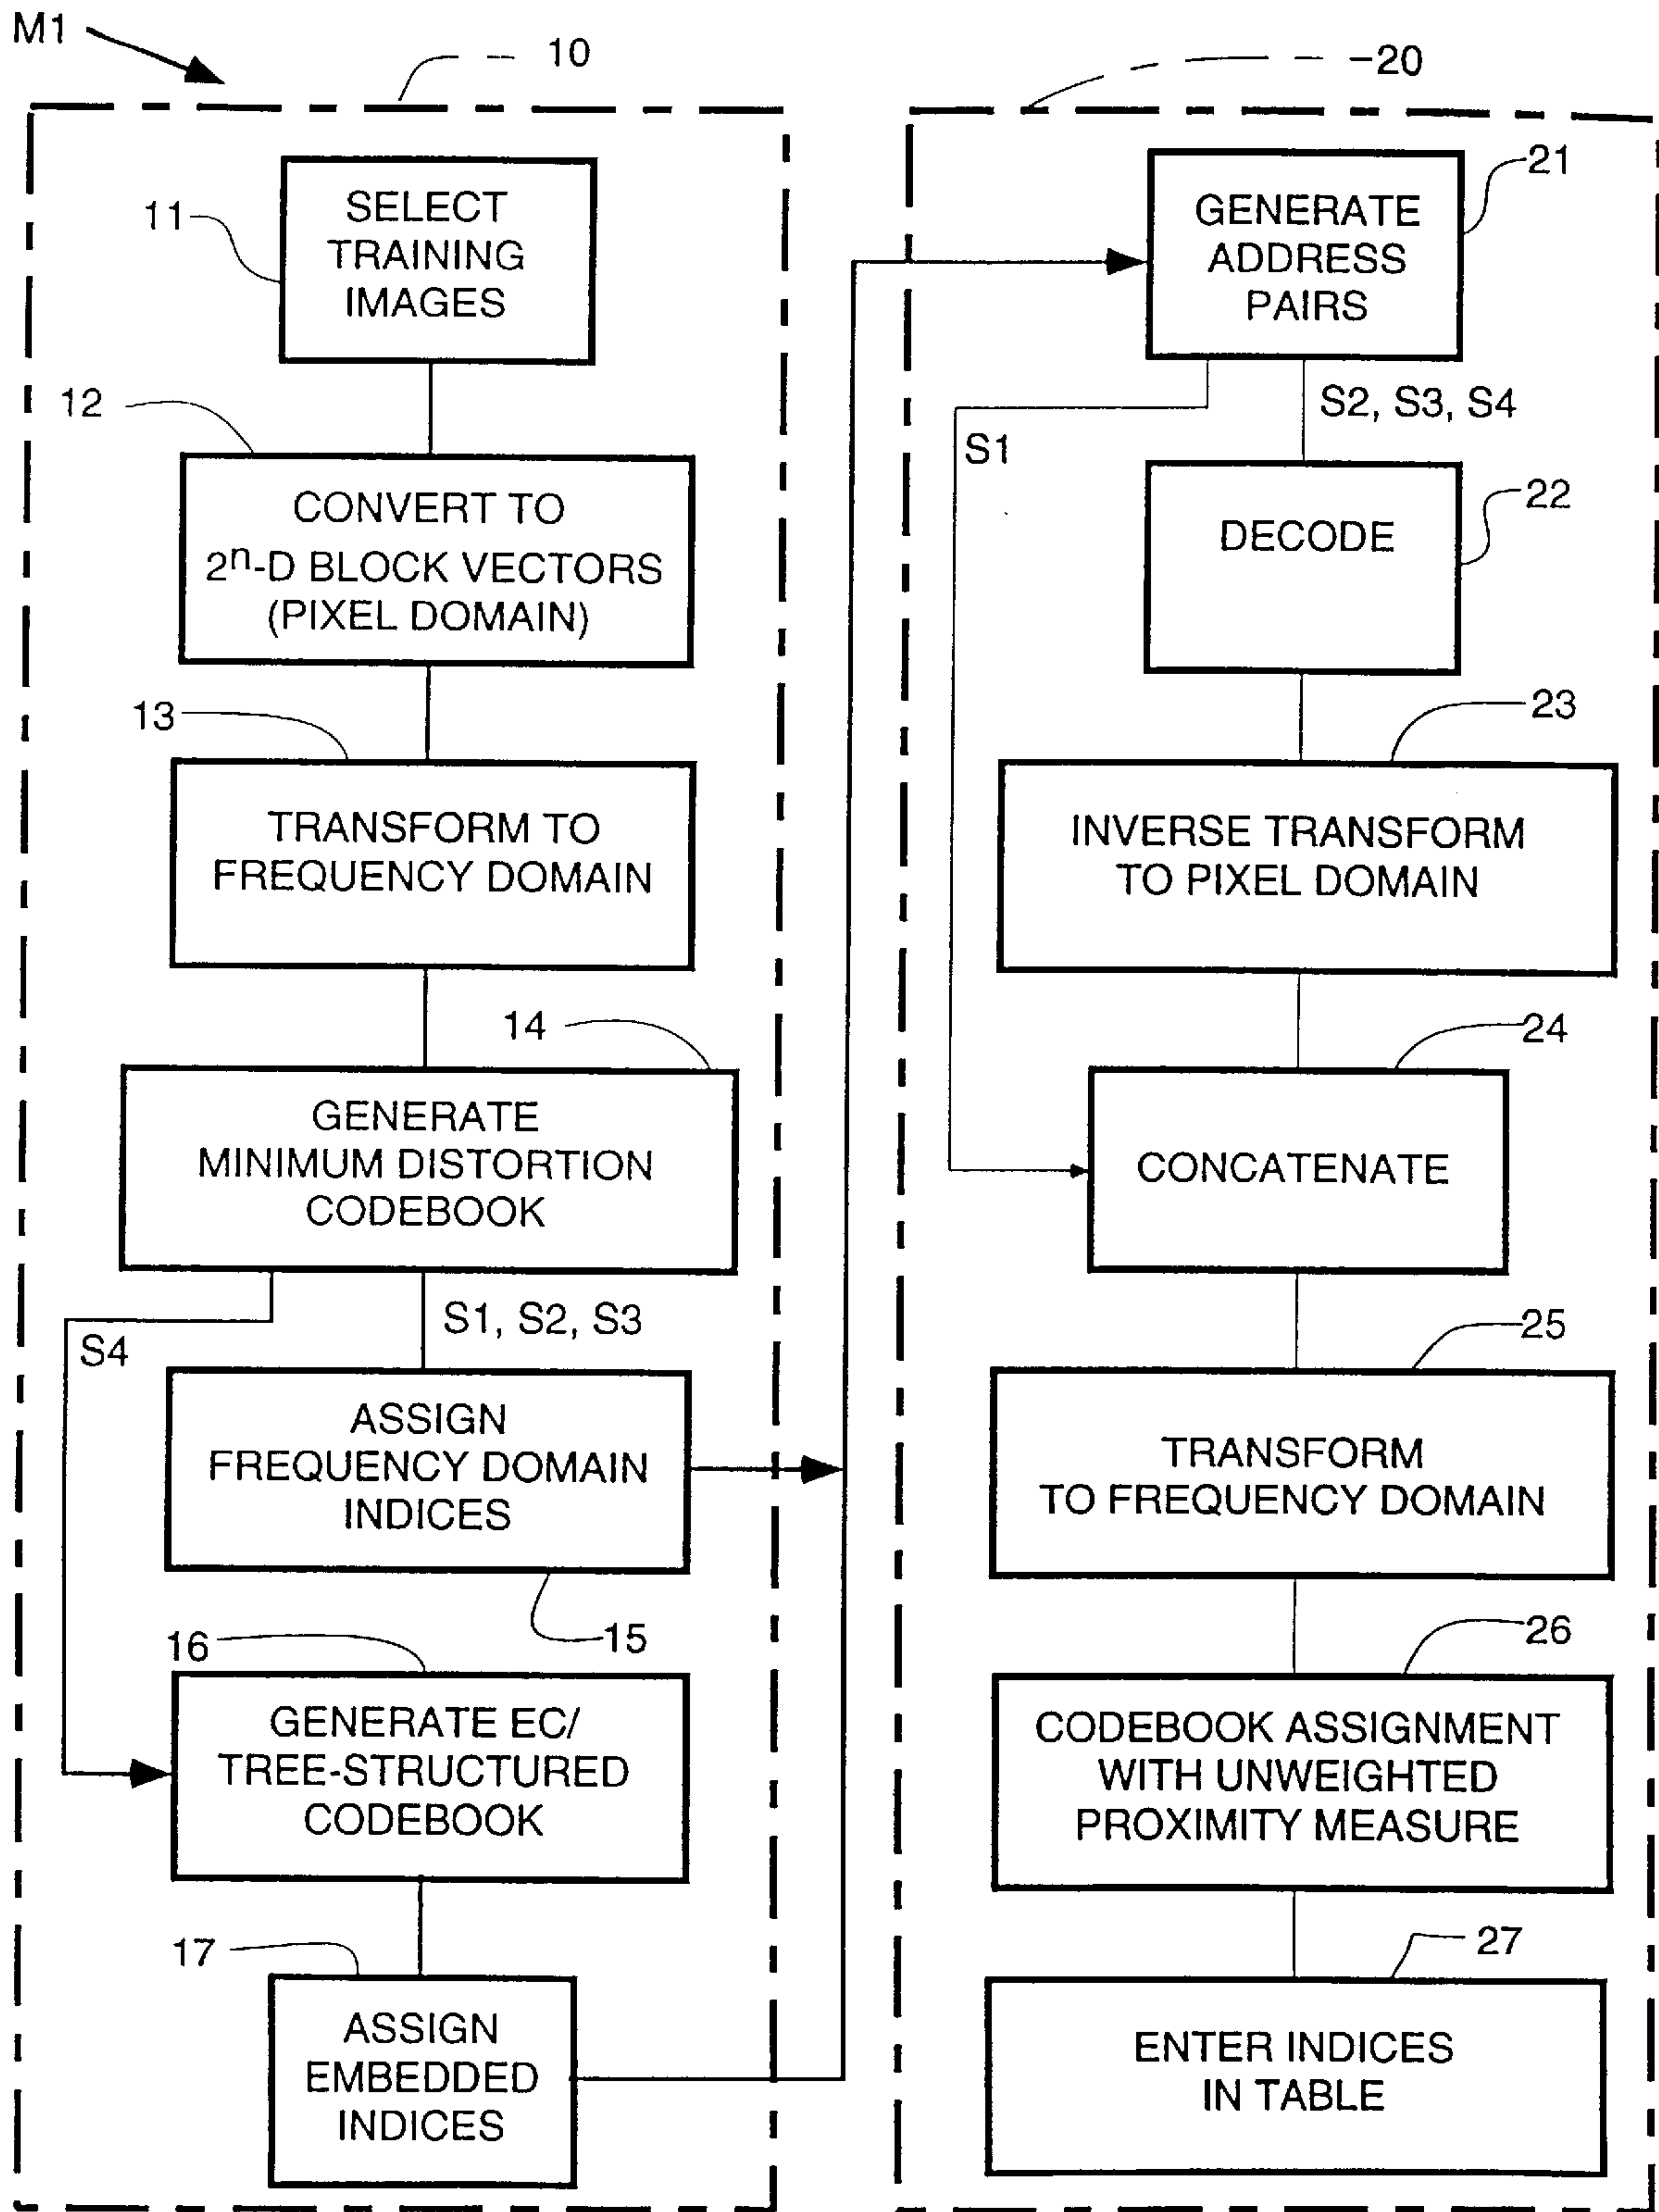 M1
10
11
SELECT
TRAINING
IMAGES
12
CONVERT TO
2ⁿ-D BLOCK VECTORS
(PIXEL DOMAIN)
13
TRANSFORM TO
FREQUENCY DOMAIN
14
GENERATE
MINIMUM DISTORTION
CODEBOOK
S1, S2, S3
S4
ASSIGN
FREQUENCY DOMAIN
INDICES
15
16
GENERATE EC/
TREE-STRUCTURED
CODEBOOK
17
ASSIGN
EMBEDDED
INDICES
20
21
GENERATE
ADDRESS
PAIRS
S2, S3, S4
S1
22
DECODE
23
INVERSE TRANSFORM
TO PIXEL DOMAIN
24
CONCATENATE
25
TRANSFORM
TO FREQUENCY DOMAIN
26
CODEBOOK ASSIGNMENT
WITH UNWEIGHTED
PROXIMITY MEASURE
27
ENTER INDICES
IN TABLE